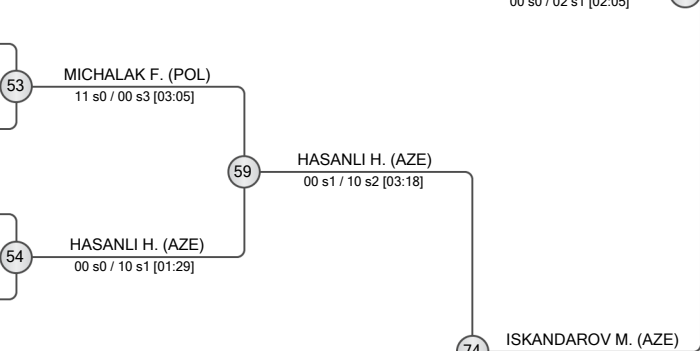 00 s0 / 02 s1 [02:05]
53
MICHALAK F. (POL)
11 s0 / 00 s3 [03:05]
59
HASANLI H. (AZE)
00 s1 / 10 s2 [03:18]
54
HASANLI H. (AZE)
00 s0 / 10 s1 [01:29]
74
ISKANDAROV M. (AZE)